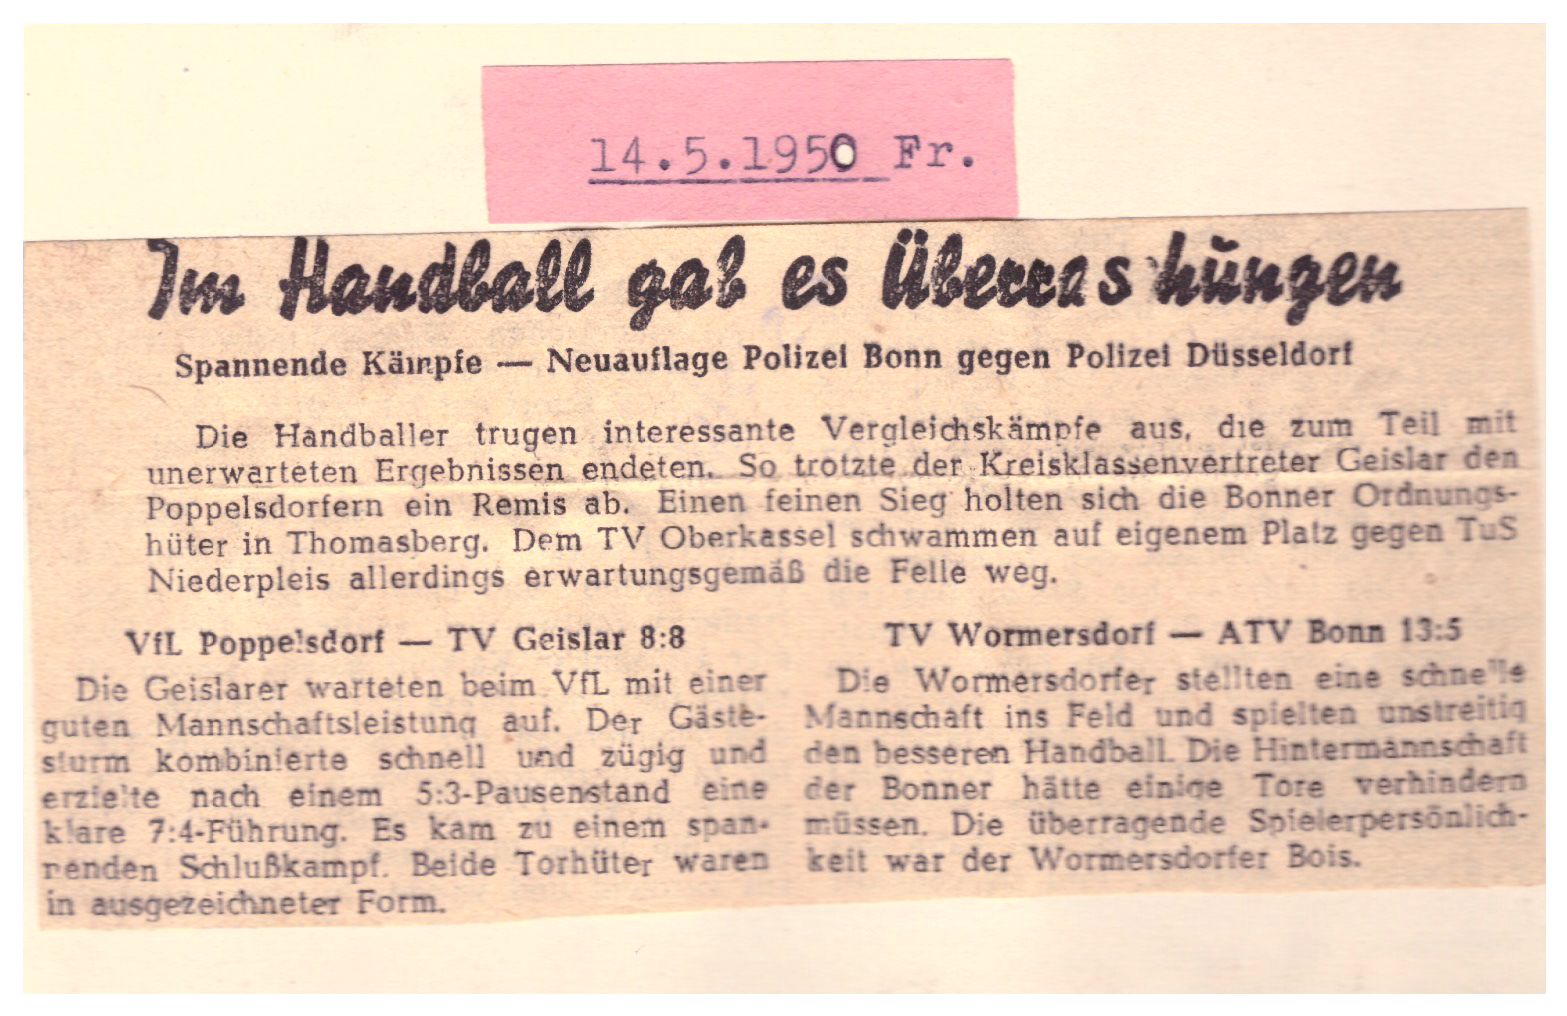 14.5.1950 Fr.
Im Handball gab es Überraschungen
Spannende Kämpfe — Neuauflage Polizei Bonn gegen Polizei Düsseldorf
Die Handballer trugen interessante Vergleichskämpfe aus, die zum Teil mit
unerwarteten Ergebnissen endeten. So trotzte der Kreisklassenvertreter Geislar den
Poppelsdorfern ein Remis ab. Einen feinen Sieg holten sich die Bonner Ordnungs-
hüter in Thomasberg. Dem TV Oberkassel schwammen auf eigenem Platz gegen TuS
Niederpleis allerdings erwartungsgemäß die Felle weg.
VfL Poppelsdorf — TV Geislar 8:8
Die Geislarer warteten beim VfL mit einer
guten Mannschaftsleistung auf. Der Gäste-
sturm kombinierte schnell und zügig und
erzielte nach einem 5:3-Pausenstand eine
klare 7:4-Führung. Es kam zu einem span-
nenden Schlußkampf. Beide Torhüter waren
in ausgezeichneter Form.
TV Wormersdorf — ATV Bonn 13:5
Die Wormersdorfer stellten eine schnelle
Mannschaft ins Feld und spielten unstreitig
den besseren Handball. Die Hintermannschaft
der Bonner hätte einige Tore verhindern
müssen. Die überragende Spielerpersönlich-
keit war der Wormersdorfer Bois.